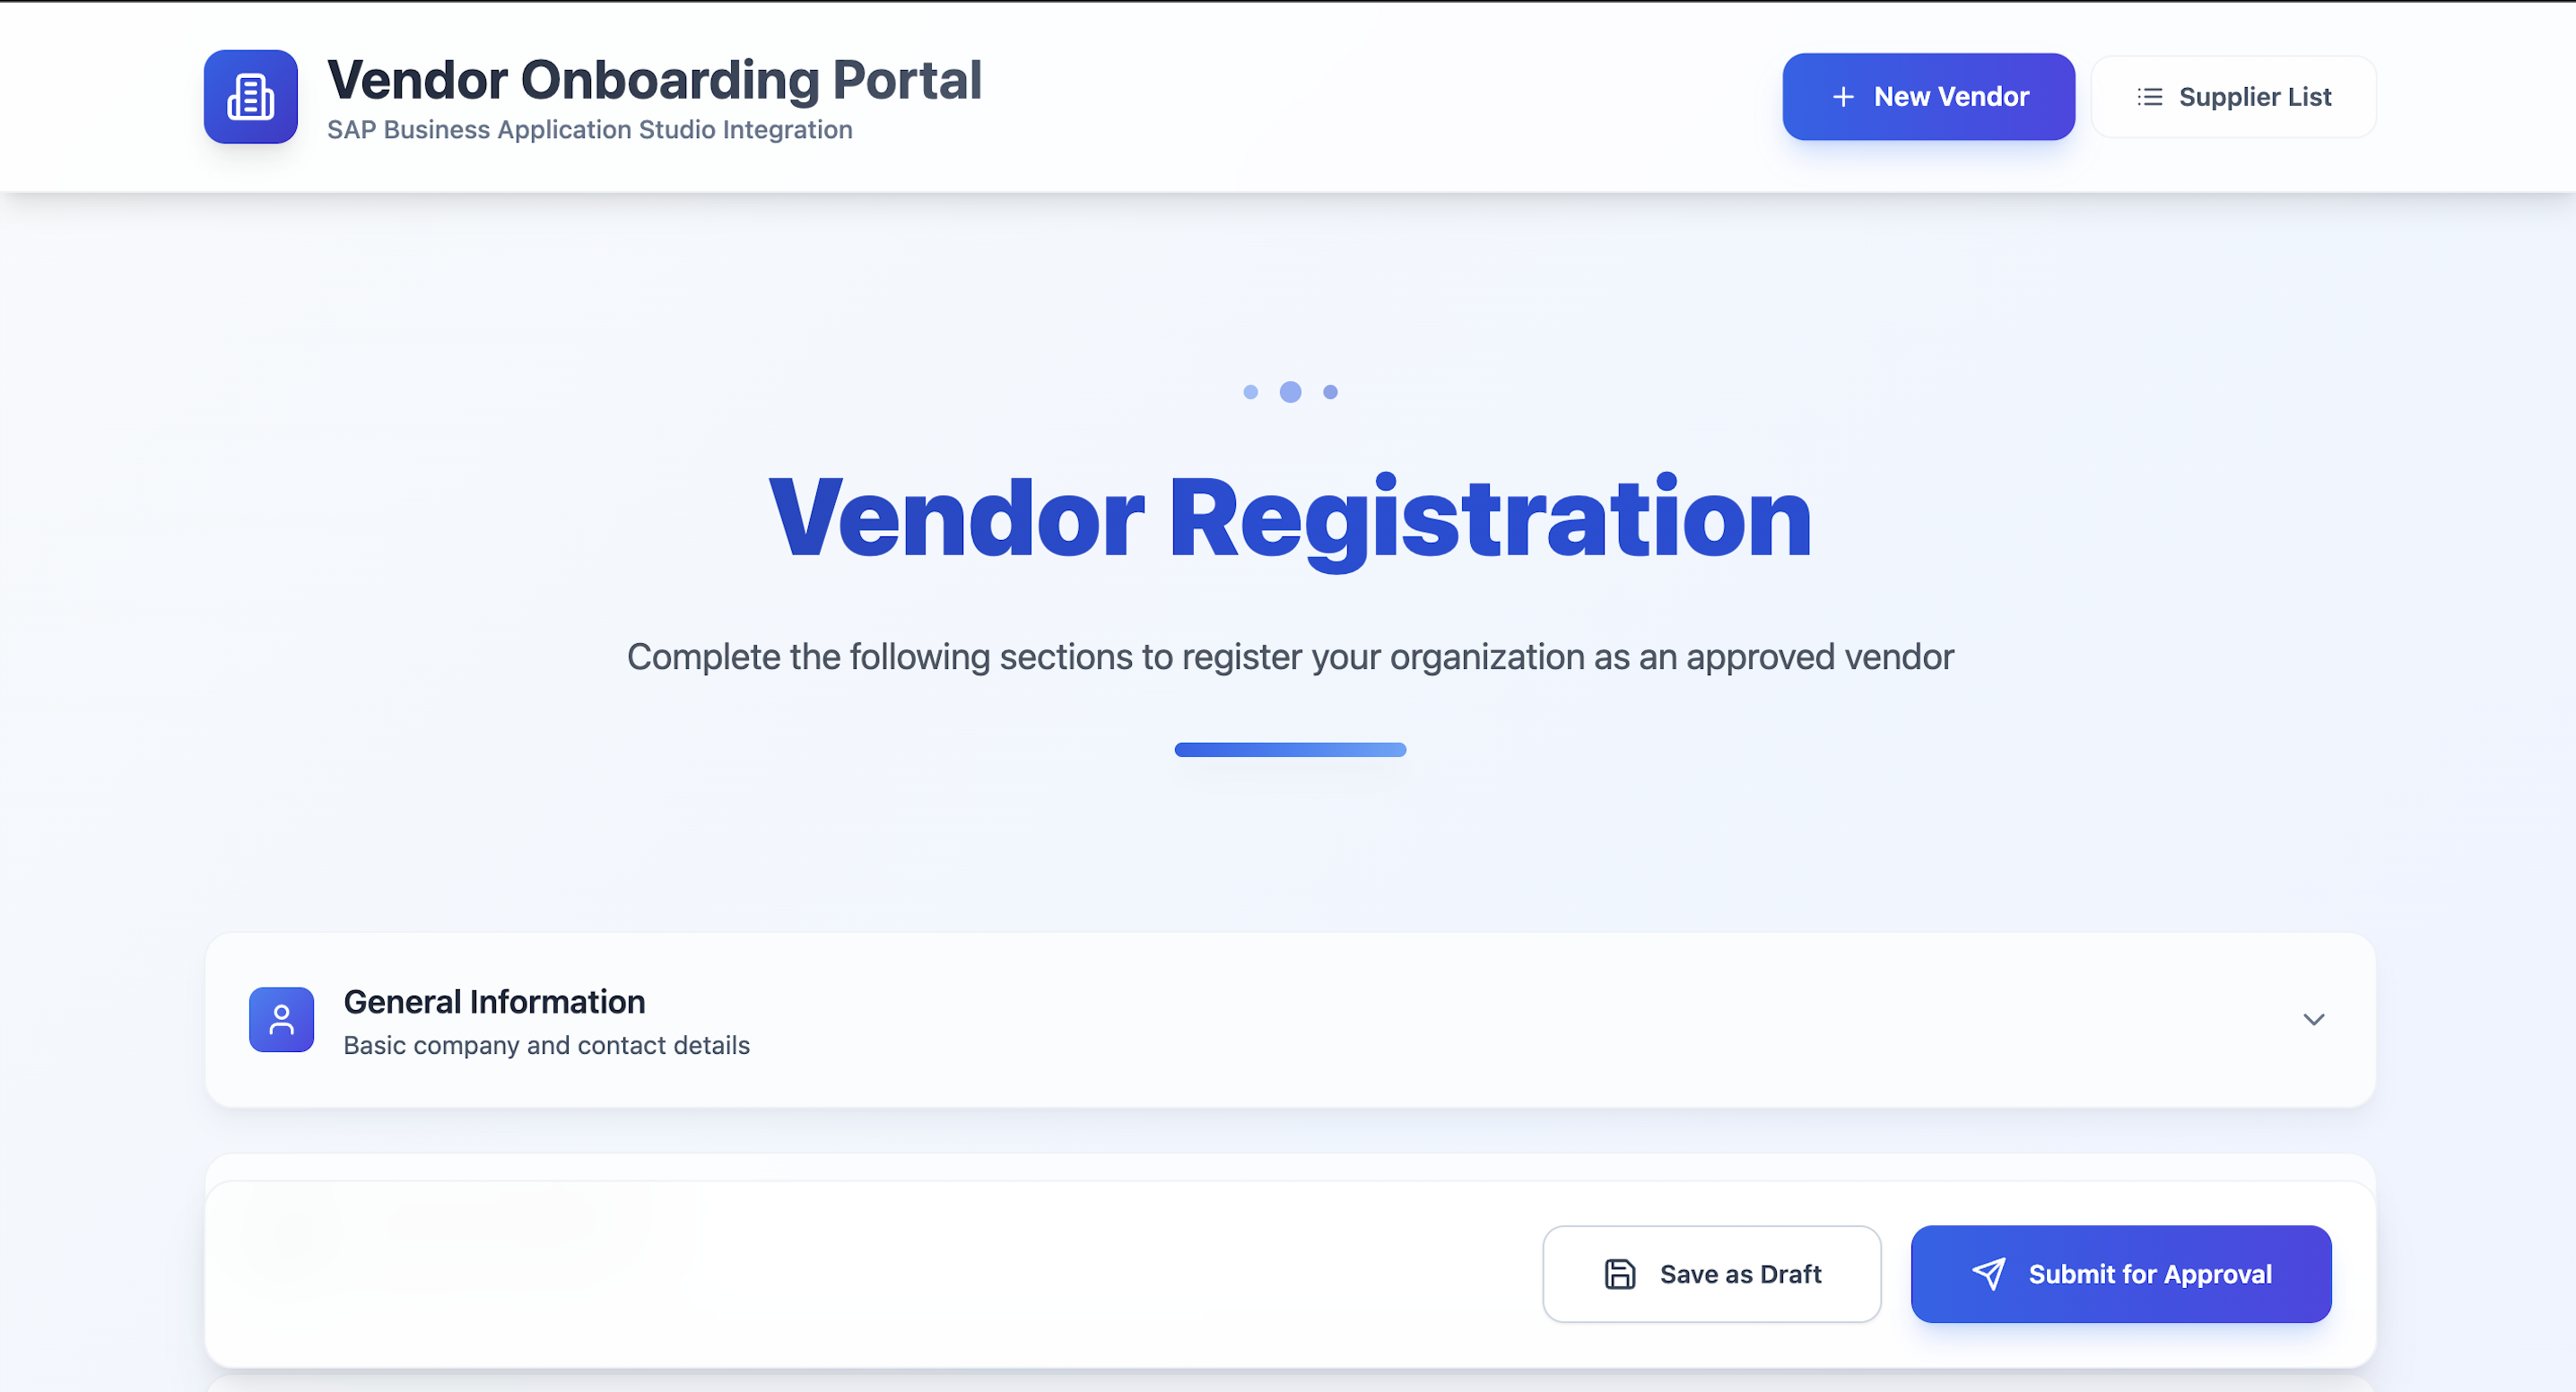 Vendor Onboarding Portal
SAP Business Application Studio Integration
New Vendor
Supplier List
Vendor Registration
Complete the following sections to register your organization as an approved vendor
General Information
Basic company and contact details
Save as Draft
Submit for Approval